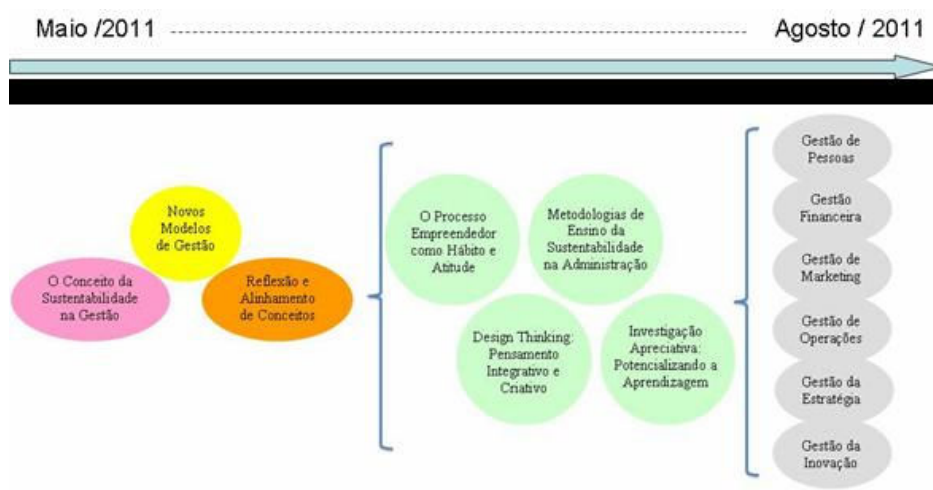 Maio /2011
Agosto / 2011
Novos
Modelos
de Gestão
O Conceito da
Sustentabilidade
na Gestão
Reflexão e
Alinhamento
de Conceitos
O Processo
Empreendedor
como Hábito e
Atitude
Metodologias de
Ensino da
Sustentabilidade
na Administração
Design Thinking:
Pensamento
Integrativo e
Criativo
Investigação
Apreciativa:
Potencializando a
Aprendizagem
Gestão de
Pessoas
Gestão
Financeira
Gestão de
Marketing
Gestão de
Operações
Gestão da
Estratégia
Gestão da
Inovação